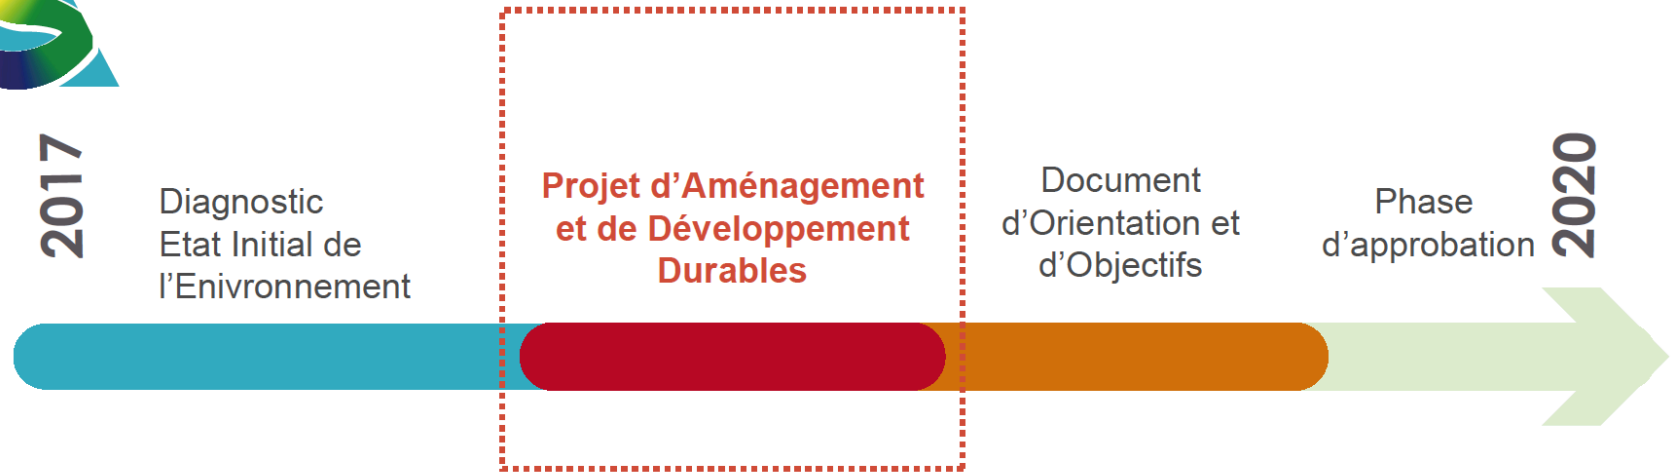 2017
Diagnostic
Etat Initial de
l'Enivronnement
Projet d'Aménagement
et de Développement
Durables
Document
d'Orientation et
d'Objectifs
Phase
d'approbation
2020